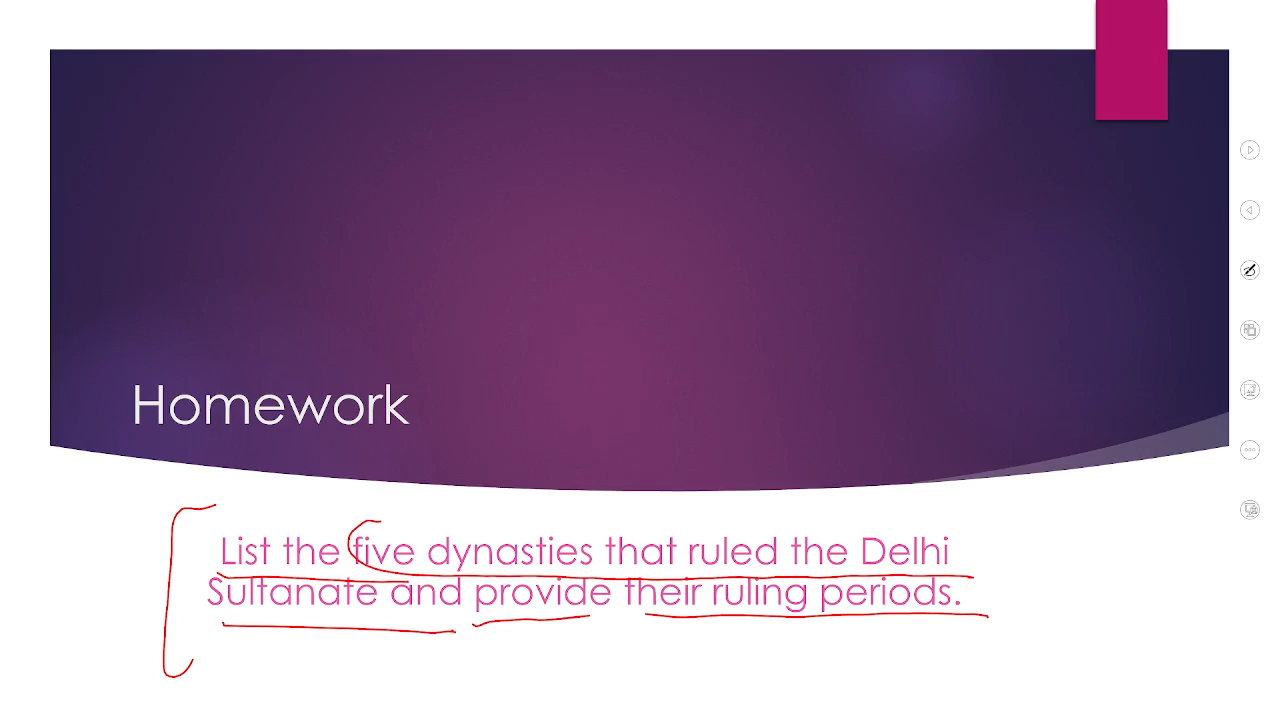 Homework
List the five dynasties that ruled the Delhi
Sultanate and provide their ruling periods.